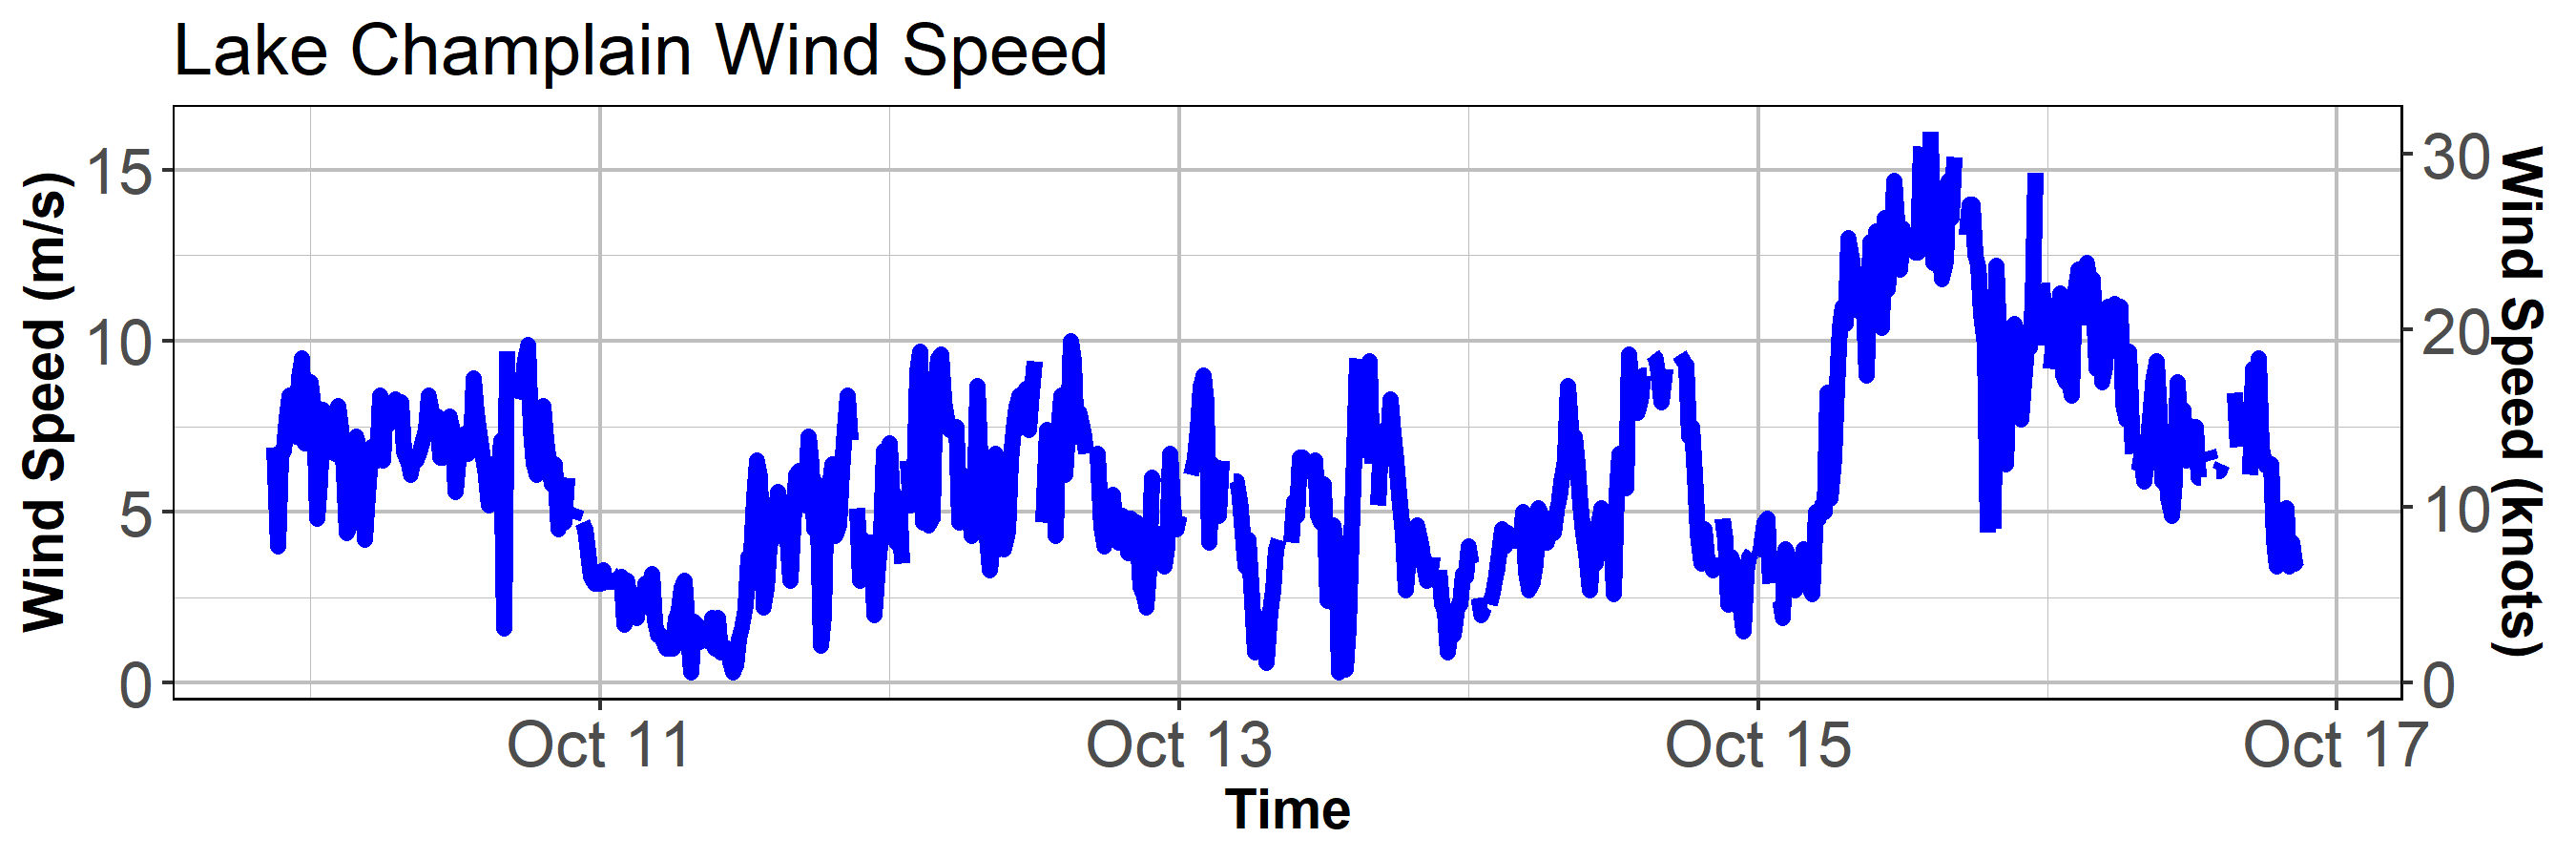 Lake Champlain Wind Speed
Wind Speed (m/s)
15
10
5
0
30
20
10
0
Wind Speed (knots)
Oct 11
Oct 13
Oct 15
Oct 17
Time